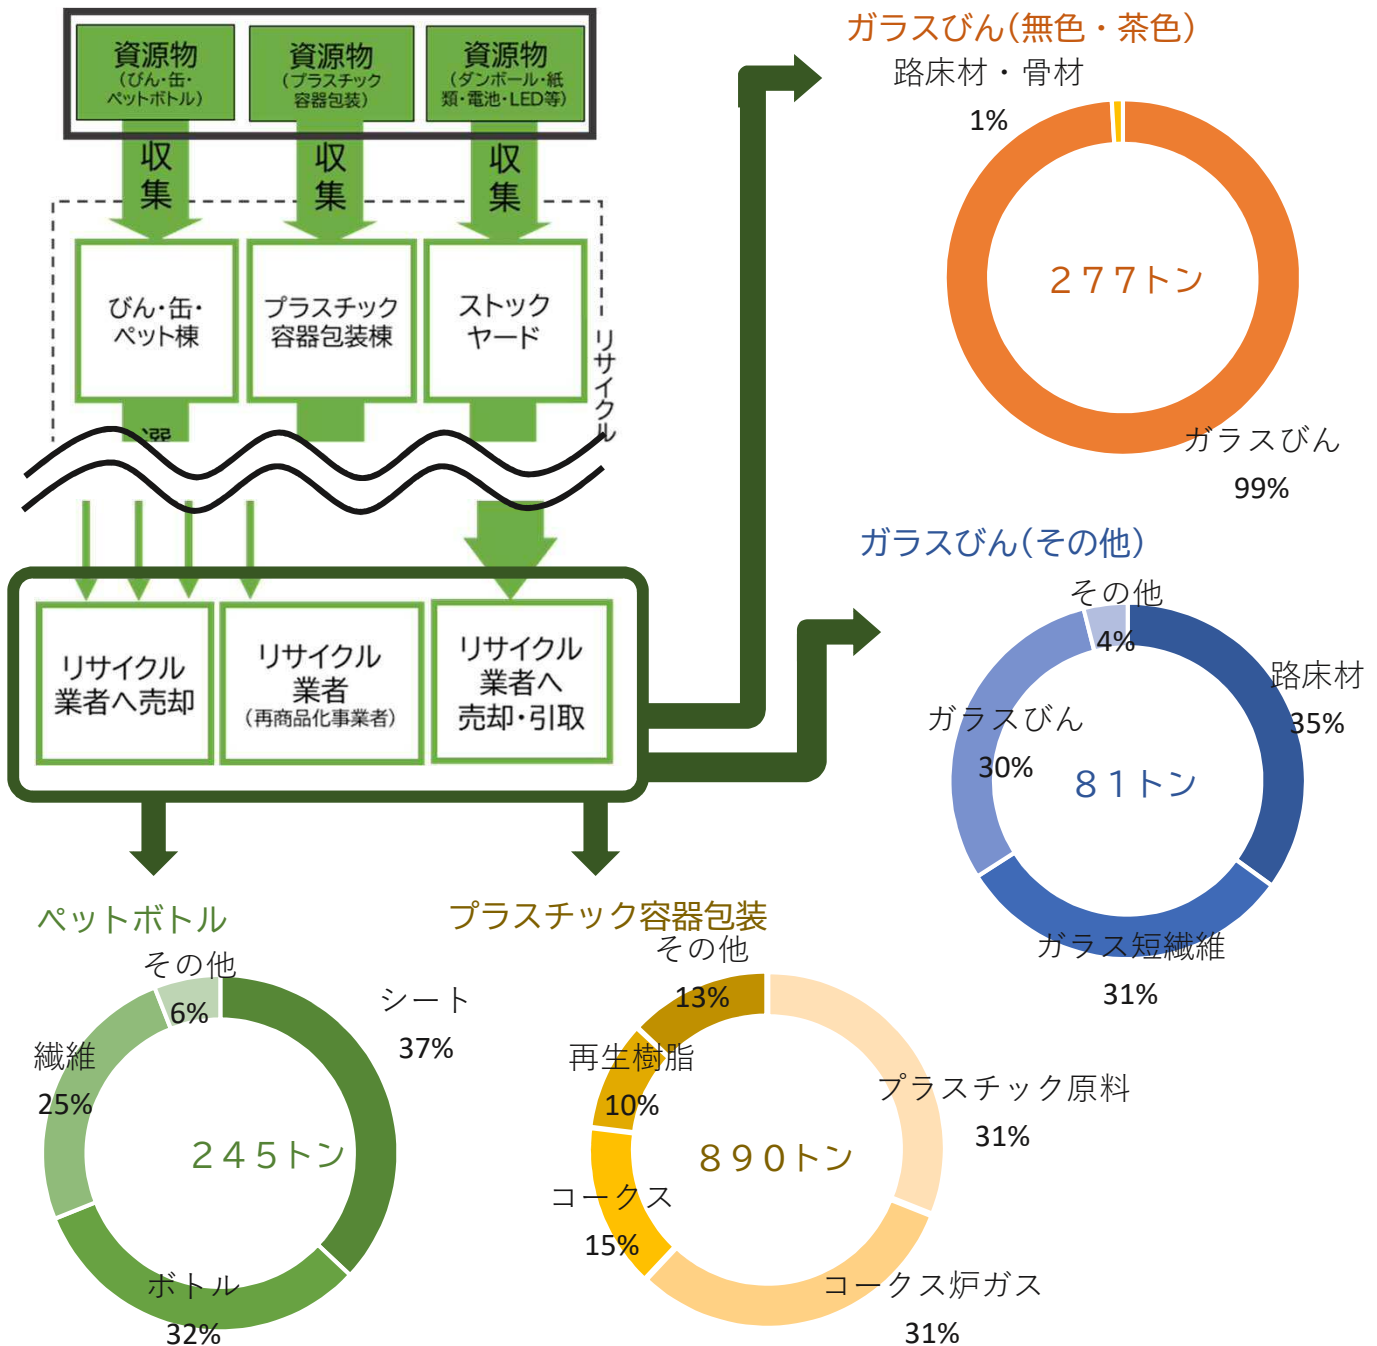 資源物
（びん・缶・
ペットボトル）
資源物
（プラスチック
容器包装）
資源物
（ダンボール・紙
類・電池・LED等）
収
集
収
集
収
集
びん・缶・
ペット棟
プラスチック
容器包装棟
ストック
ヤード
リサイクル
リサイクル
業者へ売却
リサイクル
業者
（再商品化事業者）
リサイクル
業者へ
売却・引取
ガラスびん(無色・茶色)
路床材・骨材
1%
２７７トン
ガラスびん
99%
ガラスびん(その他)
その他
4%
路床材
35%
ガラスびん
30%
８１トン
ガラス短繊維
31%
ペットボトル
その他
6%
シート
37%
繊維
25%
２４５トン
ボトル
32%
プラスチック容器包装
その他
13%
再生樹脂
10%
プラスチック原料
31%
８９０トン
コークス
15%
コークス炉ガス
31%